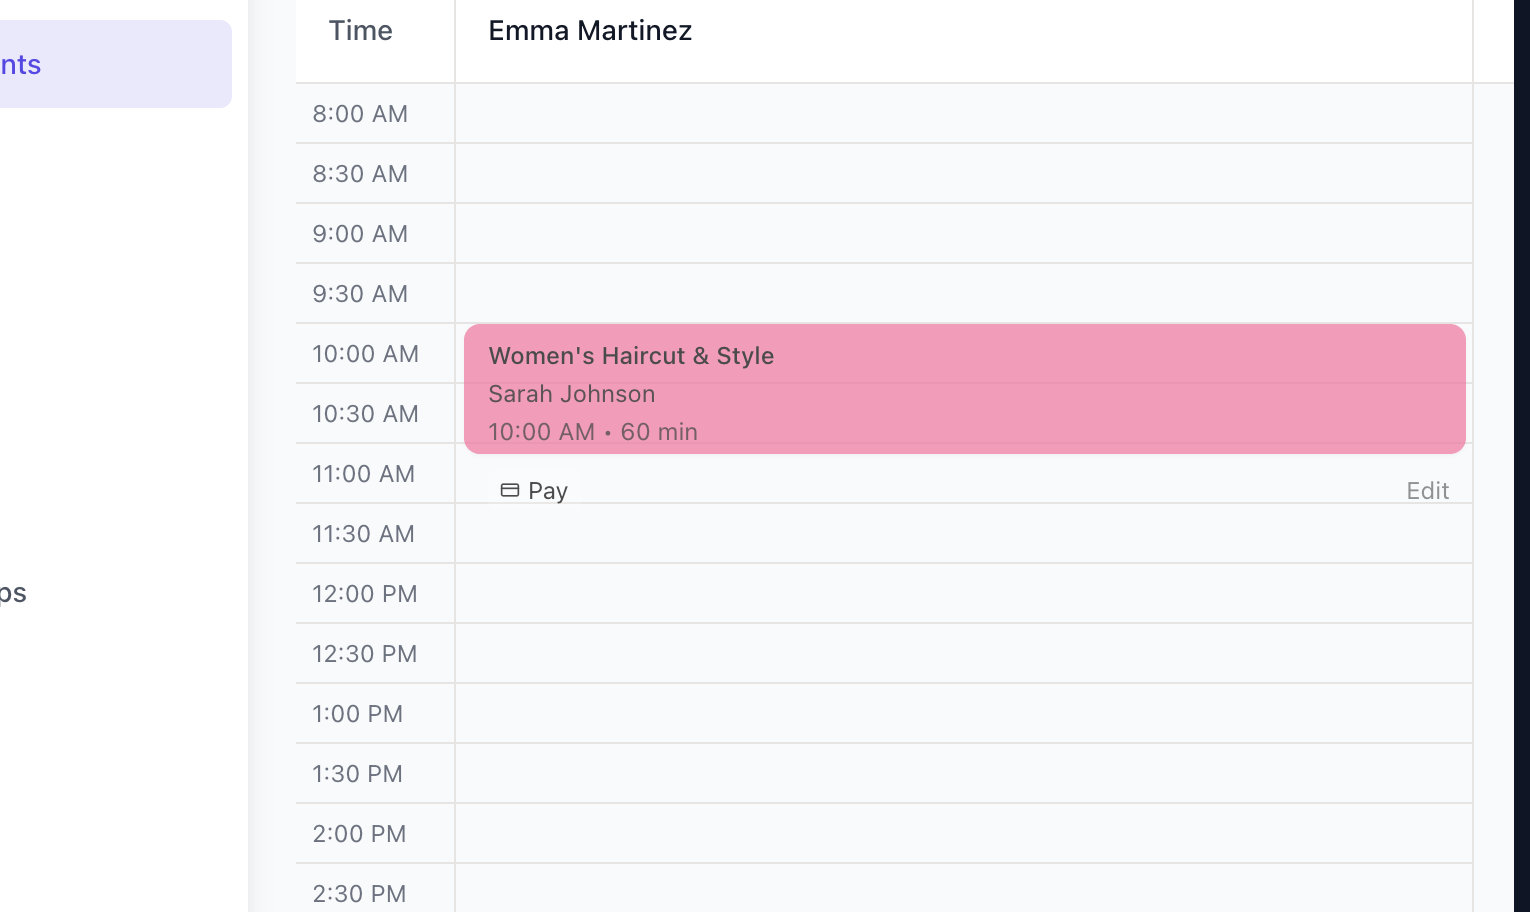 Time Emma Martinez
nts
8:00 AM
8:30 AM
9:00 AM
9:30 AM
10:00 AM Women's Haircut & Style
Sarah Johnson
10:30 AM
10:00 AM • 60 min
11:00 AM
Pay Edit
11:30 AM
12:00 PM
ps
12:30 PM
1:00 PM
1:30 PM
2:00 PM
2:30 PM